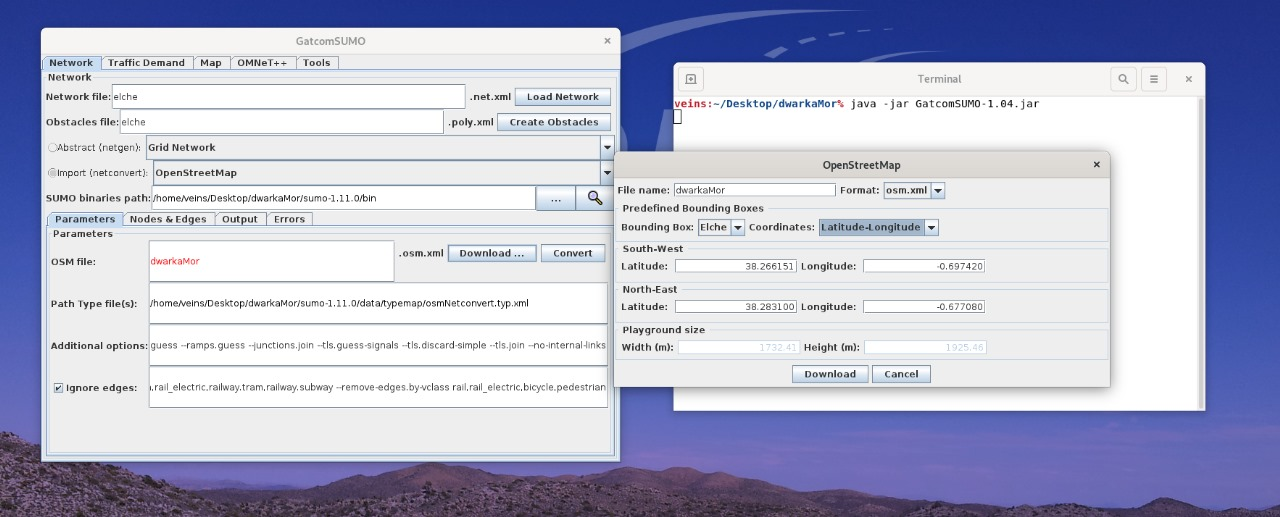 GatcomSUMO ×
Network Traffic Demand Map OMNeT++ Tools
Network
Network file: elche .net.xml Load Network
Obstacles file: elche .poly.xml Create Obstacles
Abstract (netgen): Grid Network
Import (netconvert): OpenStreetMap
SUMO binaries path: /home/veins/Desktop/dwarkaMor/sumo-1.11.0/bin ...
Parameters Nodes & Edges Output Errors
Parameters
OSM file: dwarkaMor .osm.xml Download ... Convert
Path Type file(s): /home/veins/Desktop/dwarkaMor/sumo-1.11.0/data/typemap/osmNetconvert.typ.xml
Additional options: guess --ramps.guess --junctions.join --tls.guess-signals --tls.discard-simple --tls.join --no-internal-links
Ignore edges: .rail_electric,railway.tram,railway.subway --remove-edges.by-vclass rail,rail_electric,bicycle,pedestrian
Terminal ×
veins:~/Desktop/dwarkaMor% java -jar GatcomSUMO-1.04.jar
OpenStreetMap ×
File name: dwarkaMor Format: osm.xml
Predefined Bounding Boxes
Bounding Box: Elche Coordinates: Latitude-Longitude
South-West
Latitude: 38.266151 Longitude: -0.697420
North-East
Latitude: 38.283100 Longitude: -0.677080
Playground size
Width (m): 1732.41 Height (m): 1925.46
Download Cancel